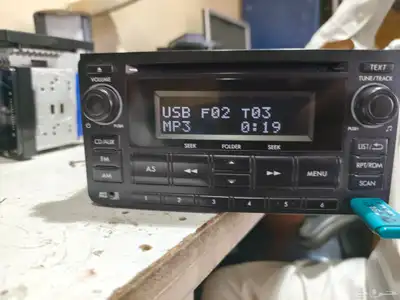 TEXT
VOLUME
TUNE/TRACK
USB F02 T03
MP3 0:19
PUSH
PUSH
CD/AUX
SEEK FOLDER SEEK
LIST
FM
A.S
MENU
RPT/RDM
AM
SCAN
1 2 3 4 5 6